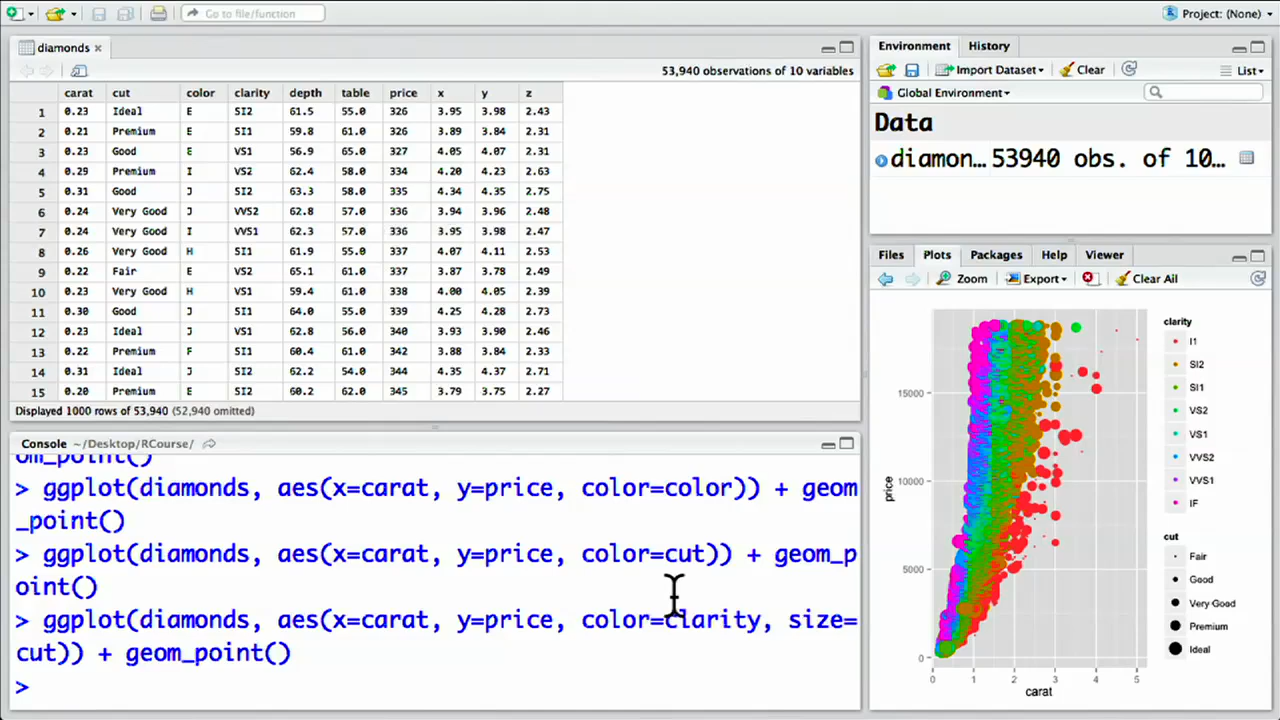 Go to file/function
Project: (None)
diamonds
53,940 observations of 10 variables
carat cut color clarity depth table price x y z
1 0.23 Ideal E SI2 61.5 55.0 326 3.95 3.98 2.43
2 0.21 Premium E SI1 59.8 61.0 326 3.89 3.84 2.31
3 0.23 Good E VS1 56.9 65.0 327 4.05 4.07 2.31
4 0.29 Premium I VS2 62.4 58.0 334 4.20 4.23 2.63
5 0.31 Good J SI2 63.3 58.0 335 4.34 4.35 2.75
6 0.24 Very Good J VVS2 62.8 57.0 336 3.94 3.96 2.48
7 0.24 Very Good I VVS1 62.3 57.0 336 3.95 3.98 2.47
8 0.26 Very Good H SI1 61.9 55.0 337 4.07 4.11 2.53
9 0.22 Fair E VS2 65.1 61.0 337 3.87 3.78 2.49
10 0.23 Very Good H VS1 59.4 61.0 338 4.00 4.05 2.39
11 0.30 Good J SI1 64.0 55.0 339 4.25 4.28 2.73
12 0.23 Ideal J VS1 62.8 56.0 340 3.93 3.90 2.46
13 0.22 Premium F SI1 60.4 61.0 342 3.88 3.84 2.33
14 0.31 Ideal J SI2 62.2 54.0 344 4.35 4.37 2.71
15 0.20 Premium E SI2 60.2 62.0 345 3.79 3.75 2.27
Displayed 1000 rows of 53,940 (52,940 omitted)
Console ~/Desktop/RCourse/
om_point()
> ggplot(diamonds, aes(x=carat, y=price, color=color)) + geom
_point()
> ggplot(diamonds, aes(x=carat, y=price, color=cut)) + geom_p
oint()
> ggplot(diamonds, aes(x=carat, y=price, color=clarity, size=
cut)) + geom_point()
>
Environment History
Import Dataset Clear List
Global Environment
Data
diamon... 53940 obs. of 10...
Files Plots Packages Help Viewer
Zoom Export Clear All
price
15000
10000
5000
0
0 1 2 3 4 5
carat
clarity
I1
SI2
SI1
VS2
VS1
VVS2
VVS1
IF
cut
Fair
Good
Very Good
Premium
Ideal